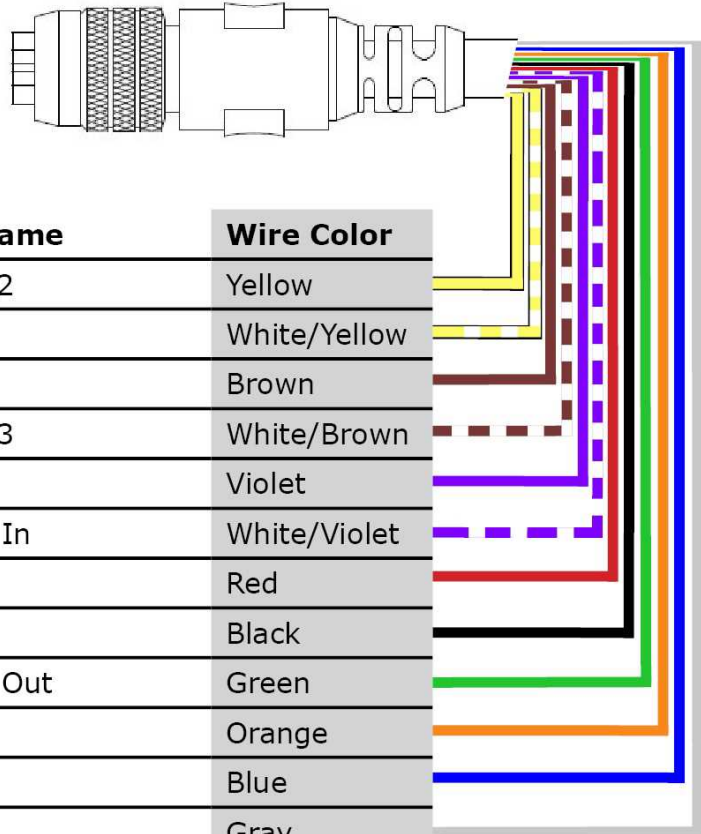 ame Wire Color
2 Yellow
White/Yellow
Brown
3 White/Brown
Violet
In White/Violet
Red
Black
Out Green
Orange
Blue
Gray